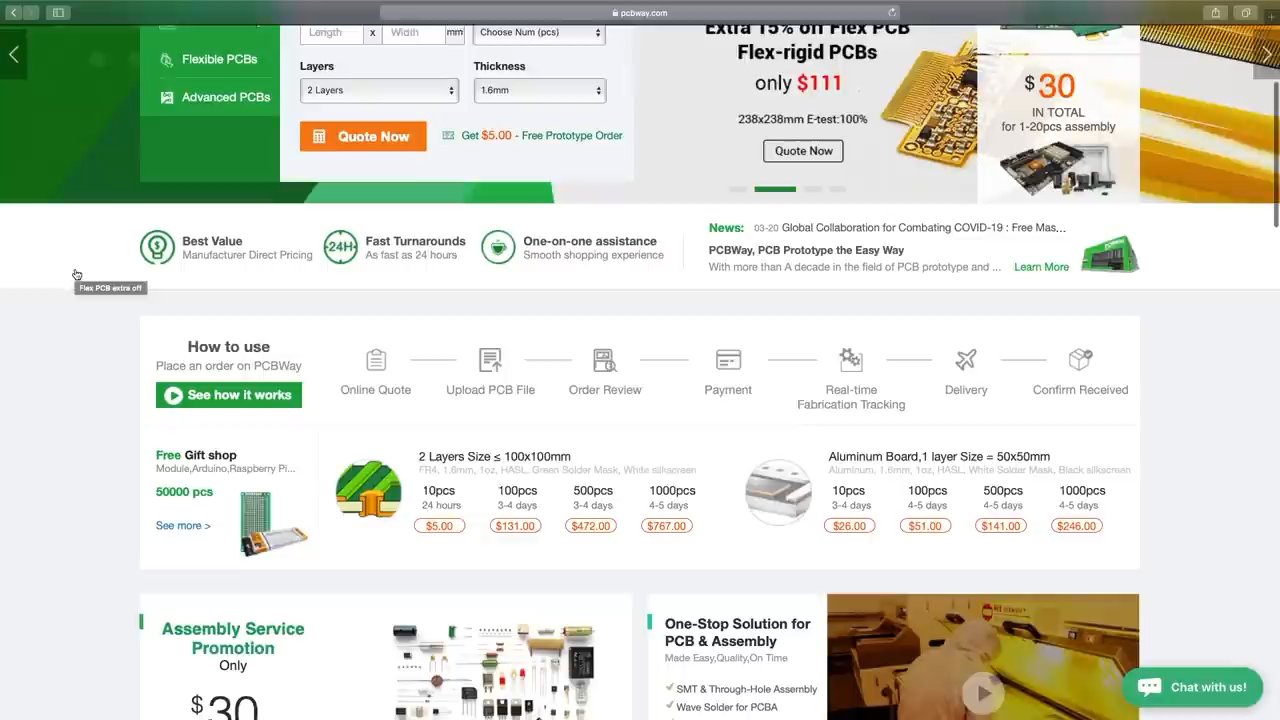 pcbway.com
Length x Width mm
Choose Num (pcs)
Flexible PCBs
Advanced PCBs
Layers
Thickness
2 Layers
1.6mm
Quote Now
Get $5.00 - Free Prototype Order
Extra 15% off Flex PCB
Flex-rigid PCBs
only $111
238x238mm E-test:100%
Quote Now
$30
IN TOTAL
for 1-20pcs assembly
Best Value
Manufacturer Direct Pricing
24H
Fast Turnarounds
As fast as 24 hours
One-on-one assistance
Smooth shopping experience
News: 03-20 Global Collaboration for Combating COVID-19 : Free Mas...
PCBWay, PCB Prototype the Easy Way
With more than A decade in the field of PCB prototype and ... Learn More
Flex PCB extra off
How to use
Place an order on PCBWay
See how it works
Online Quote
Upload PCB File
Order Review
Payment
Real-time
Fabrication Tracking
Delivery
Confirm Received
Free Gift shop
Module,Arduino,Raspberry Pi...
50000 pcs
See more >
2 Layers Size ≤ 100x100mm
FR4, 1.6mm, 1oz, HASL, Green Solder Mask, White silkscreen
10pcs 100pcs 500pcs 1000pcs
24 hours 3-4 days 3-4 days 4-5 days
$5.00 $131.00 $472.00 $767.00
Aluminum Board,1 layer Size = 50x50mm
Aluminum, 1.6mm, 1oz, HASL, White Solder Mask, Black silkscreen
10pcs 100pcs 500pcs 1000pcs
3-4 days 4-5 days 4-5 days 4-5 days
$26.00 $51.00 $141.00 $246.00
Assembly Service
Promotion
Only
$30
One-Stop Solution for
PCB & Assembly
Made Easy,Quality,On Time
SMT & Through-Hole Assembly
Wave Solder for PCBA
Chat with us!